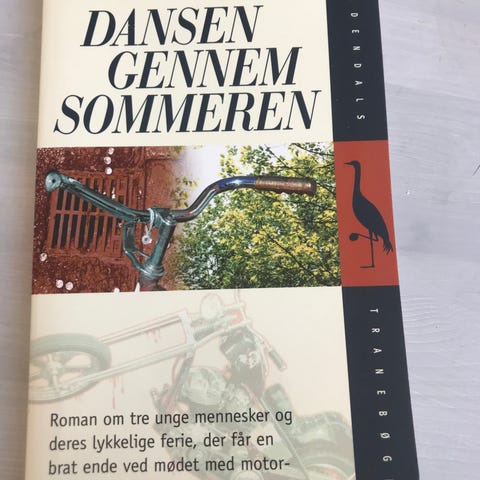 DANSEN
GENNEM
SOMMEREN
DENDALS
TRANEBØG
Roman om tre unge mennesker og
deres lykkelige ferie, der får en
brat ende ved mødet med motor-